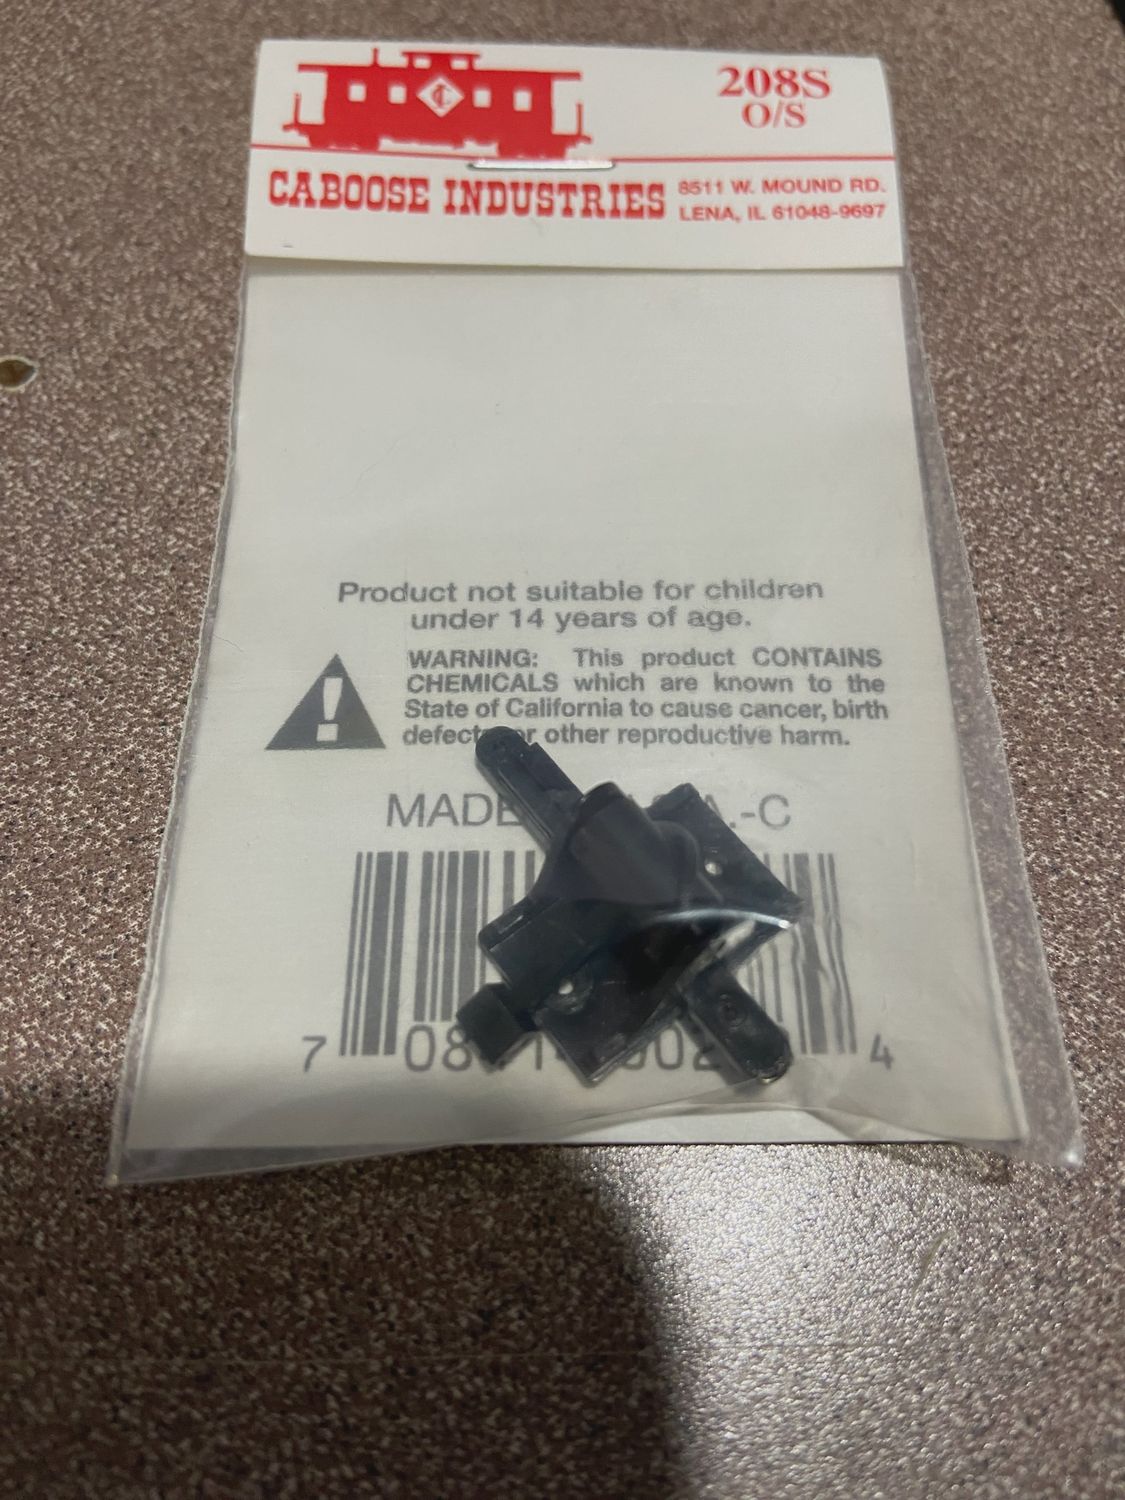 208S
O/S
CABOOSE INDUSTRIES
8511 W. MOUND RD.
LENA, IL 61048-9697
Product not suitable for children
under 14 years of age.
WARNING: This product CONTAINS
CHEMICALS which are known to the
State of California to cause cancer, birth
or other reproductive harm.
MADE
.-C
7
4